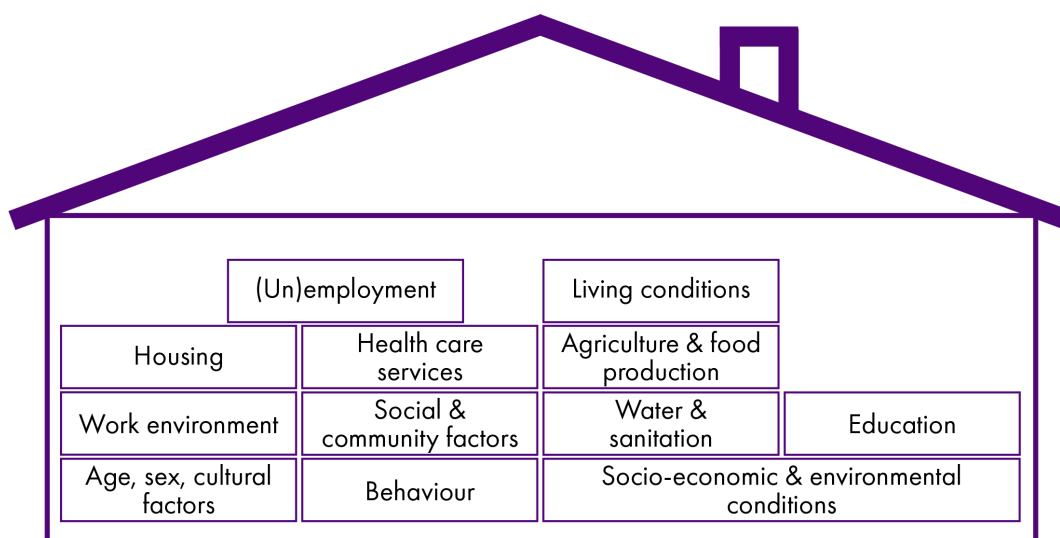 (Un)employment
Living conditions
Housing
Health care
services
Agriculture & food
production
Work environment
Social &
community factors
Water &
sanitation
Education
Age, sex, cultural
factors
Behaviour
Socio-economic & environmental
conditions